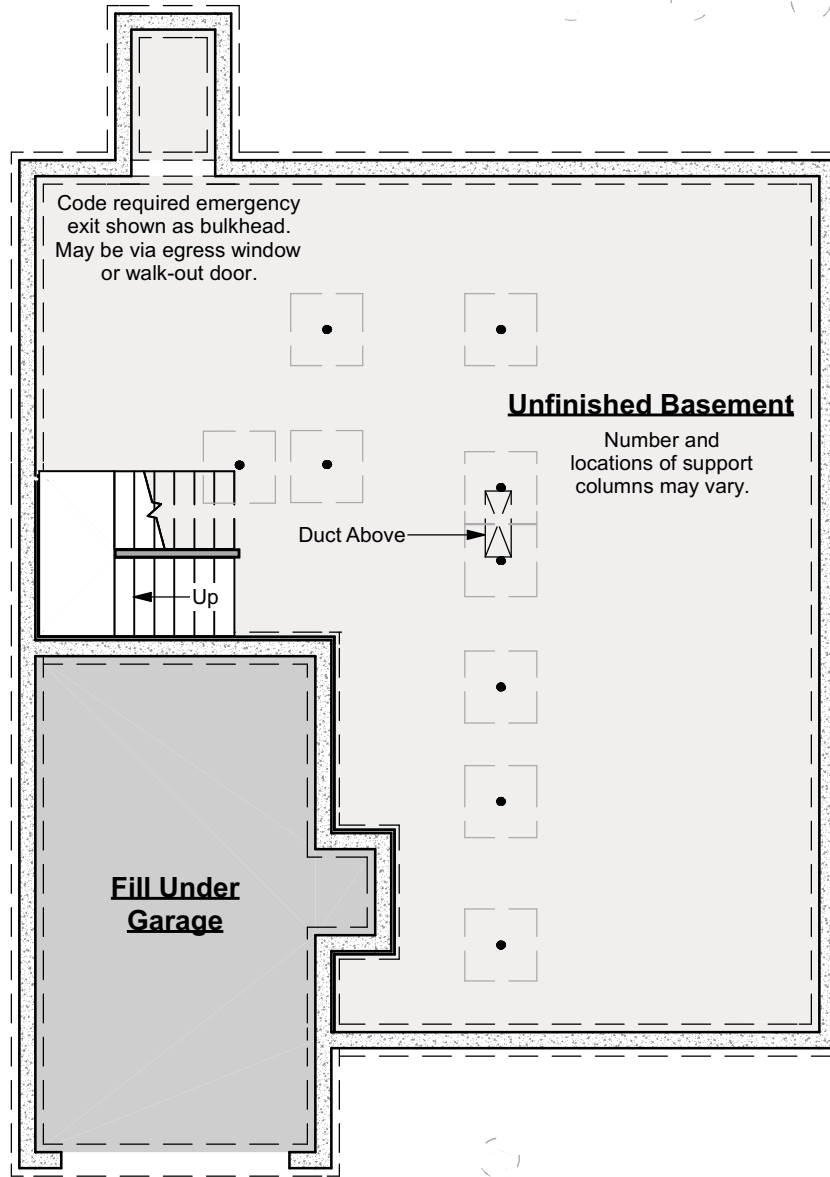 Code required emergency
exit shown as bulkhead.
May be via egress window
or walk-out door.
Unfinished Basement
Number and
locations of support
columns may vary.
Duct Above
Up
Fill Under
Garage